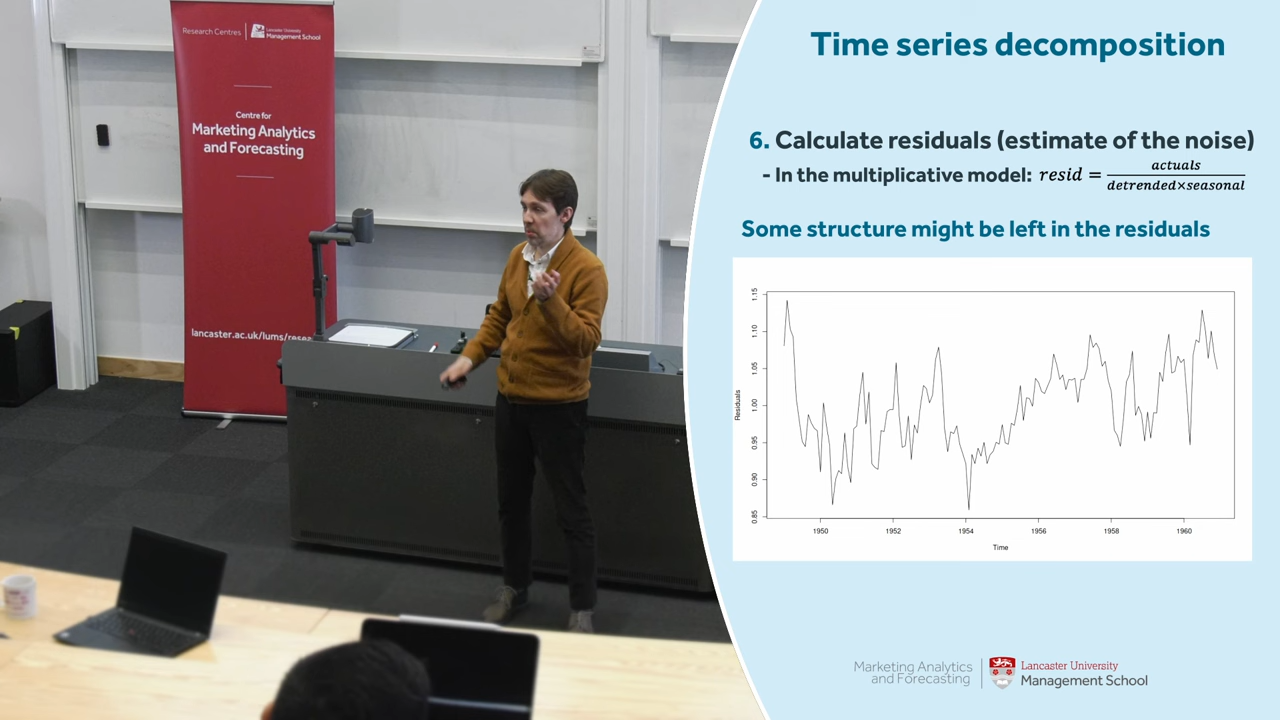 Research Centres
Lancaster University
Management School
Centre for
Marketing Analytics
and Forecasting
lancaster.ac.uk/lums/resea
Time series decomposition
6. Calculate residuals (estimate of the noise)
- In the multiplicative model: resid = actuals / detrended×seasonal
Some structure might be left in the residuals
1.15
1.10
1.05
1.00
0.95
0.90
0.85
Residuals
1950 1952 1954 1956 1958 1960
Time
Marketing Analytics
and Forecasting
Lancaster University
Management School